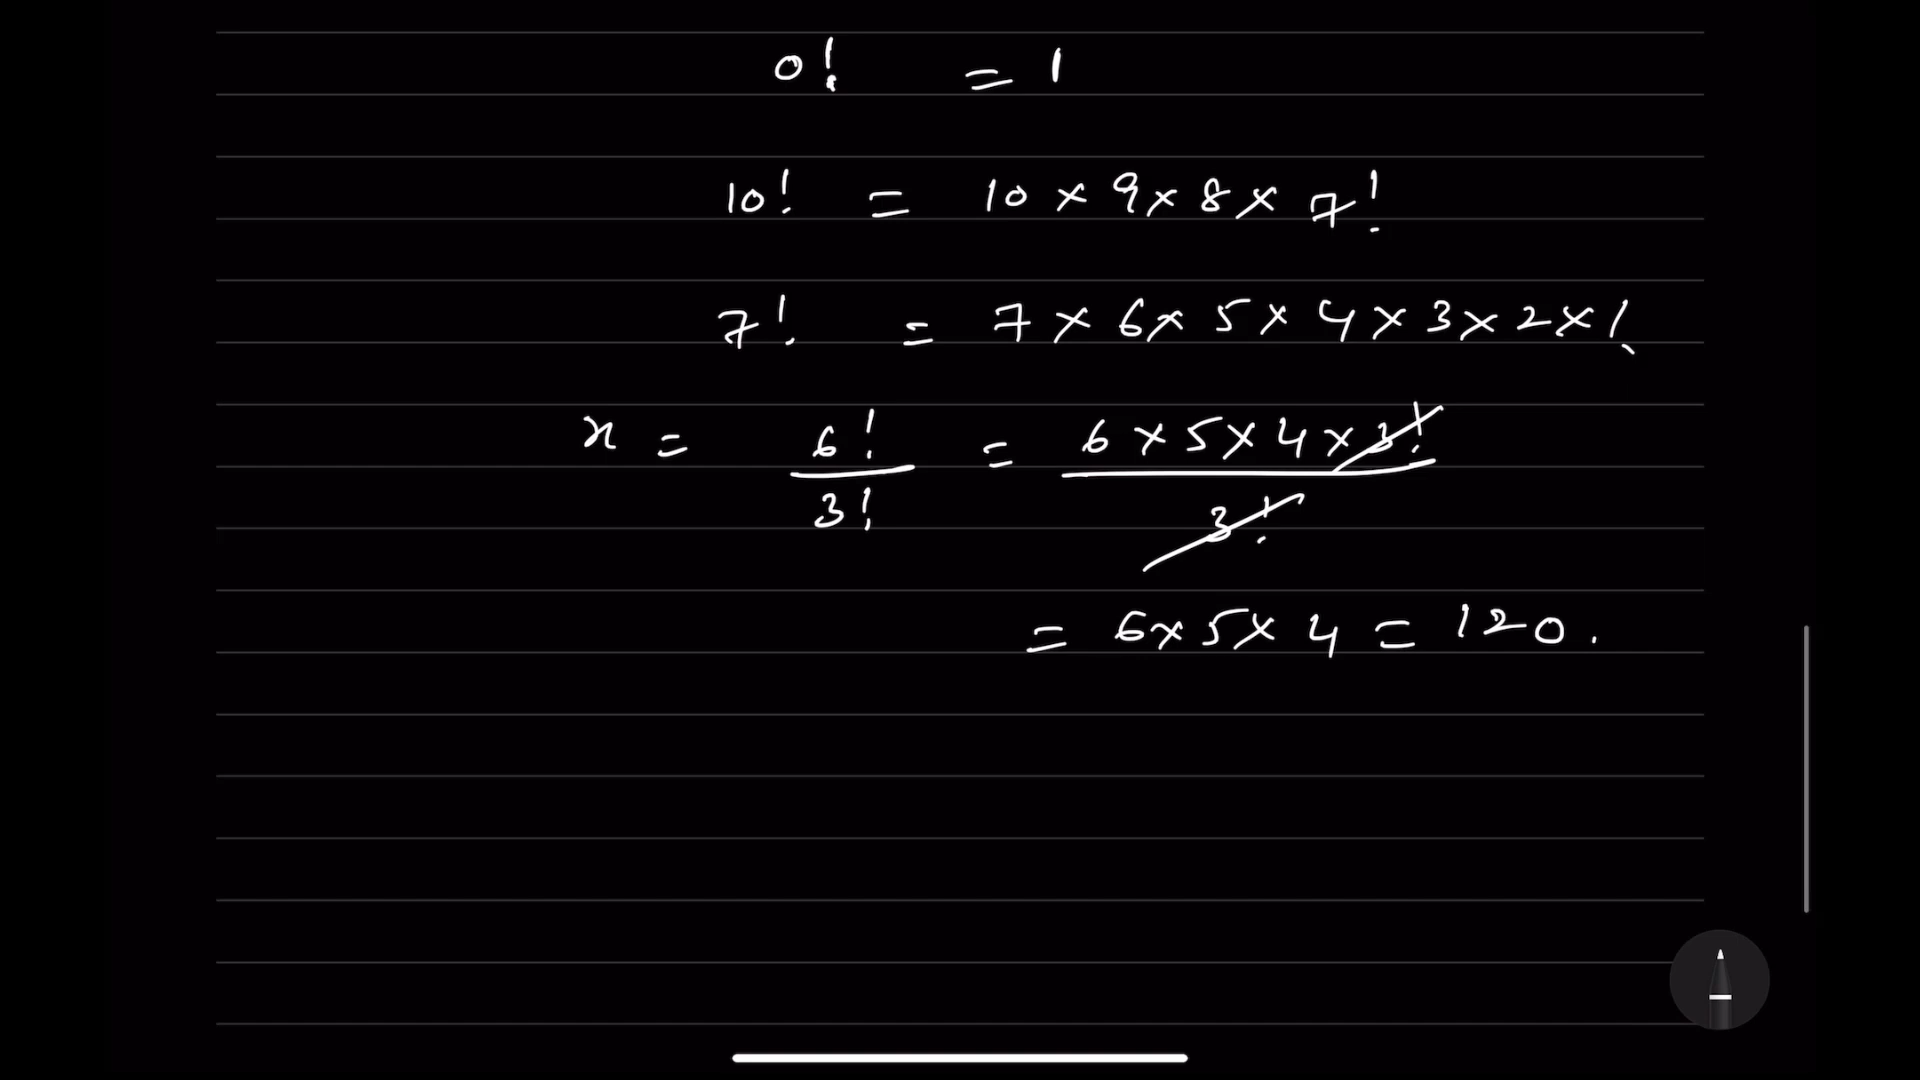 0! = 1
10! = 10 × 9 × 8 × 7!
7! = 7 × 6 × 5 × 4 × 3 × 2 × 1.
x = 6!/3! = 6 × 5 × 4 × 3!/3!
= 6 × 5 × 4 = 120.